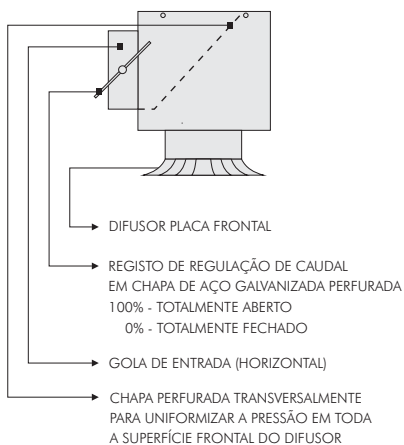 DIFUSOR PLACA FRONTAL
REGISTO DE REGULAÇÃO DE CAUDAL
EM CHAPA DE AÇO GALVANIZADA PERFURADA
100% - TOTALMENTE ABERTO
0% - TOTALMENTE FECHADO
GOLA DE ENTRADA (HORIZONTAL)
CHAPA PERFURADA TRANSVERSALMENTE
PARA UNIFORMIZAR A PRESSÃO EM TODA
A SUPERFÍCIE FRONTAL DO DIFUSOR